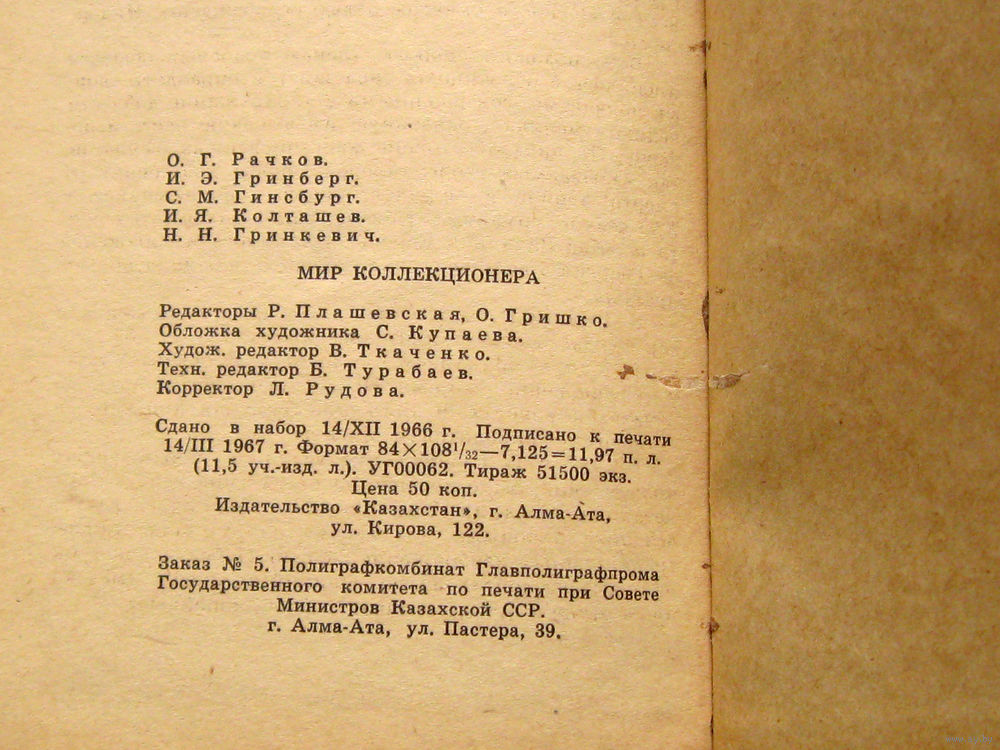 О. Г. Рачков.
И. Э. Гринберг.
С. М. Гинсбург.
И. Я. Колташев.
Н. Н. Гринкевич.
МИР КОЛЛЕКЦИОНЕРА
Редакторы Р. Плашевская, О. Гришко.
Обложка художника С. Купаева.
Худож. редактор В. Ткаченко.
Техн. редактор Б. Турабаев.
Корректор Л. Рудова.
Сдано в набор 14/XII 1966 г. Подписано к печати
14/III 1967 г. Формат 84×108¹/₃₂—7,125=11,97 п. л.
(11,5 уч.-изд. л.). УГ00062. Тираж 51500 экз.
Цена 50 коп.
Издательство «Казахстан», г. Алма-Ата,
ул. Кирова, 122.
Заказ № 5. Полиграфкомбинат Главполиграфпрома
Государственного комитета по печати при Совете
Министров Казахской ССР.
г. Алма-Ата, ул. Пастера, 39.